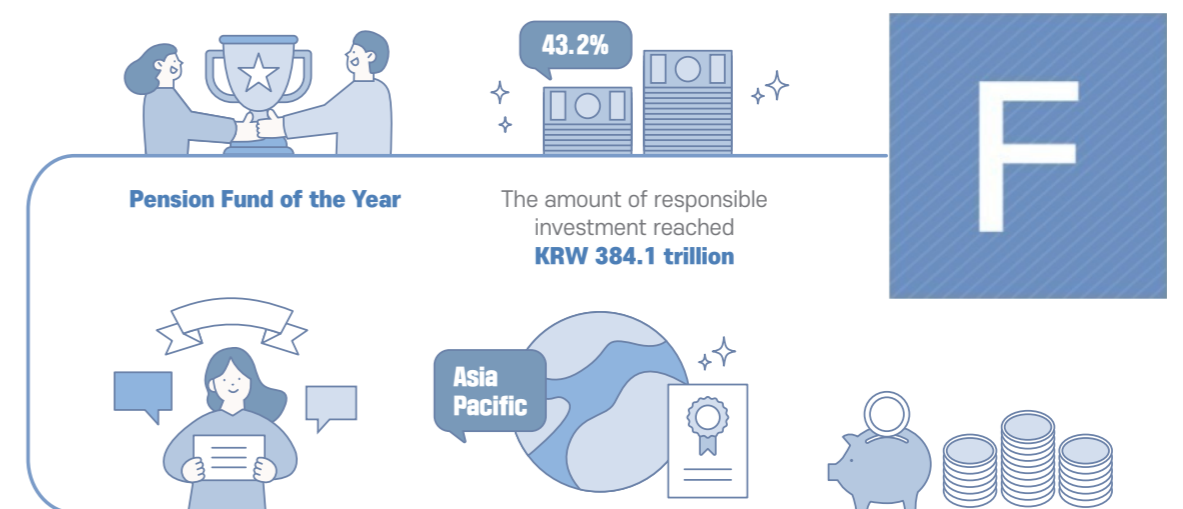 43.2%
F
Pension Fund of the Year
The amount of responsible
investment reached
KRW 384.1 trillion
Asia
Pacific